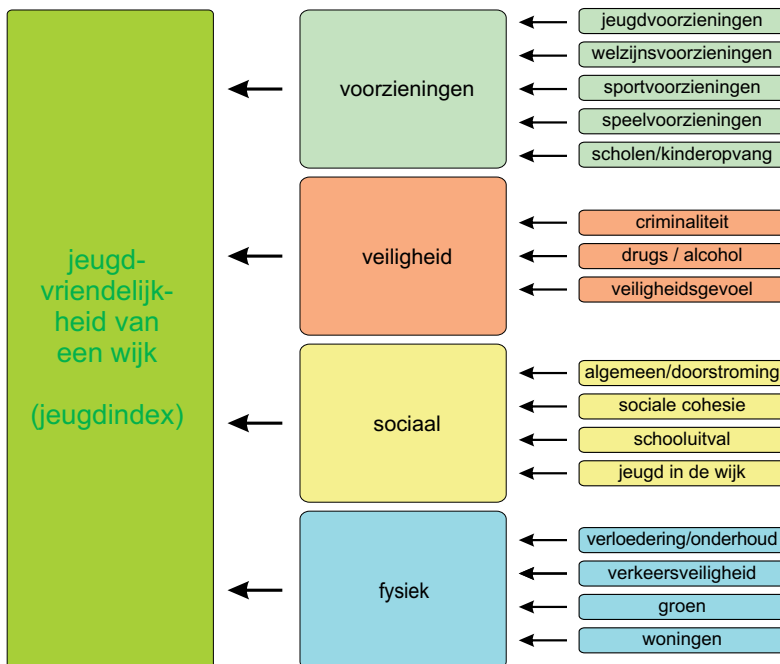 jeugd-
vriendelijk-
heid van
een wijk
(jeugdindex)
voorzieningen
jeugdvoorzieningen
welzijnsvoorzieningen
sportvoorzieningen
speelvoorzieningen
scholen/kinderopvang
veiligheid
criminaliteit
drugs / alcohol
veiligheidsgevoel
sociaal
algemeen/doorstroming
sociale cohesie
schooluitval
jeugd in de wijk
fysiek
verloedering/onderhoud
verkeersveiligheid
groen
woningen